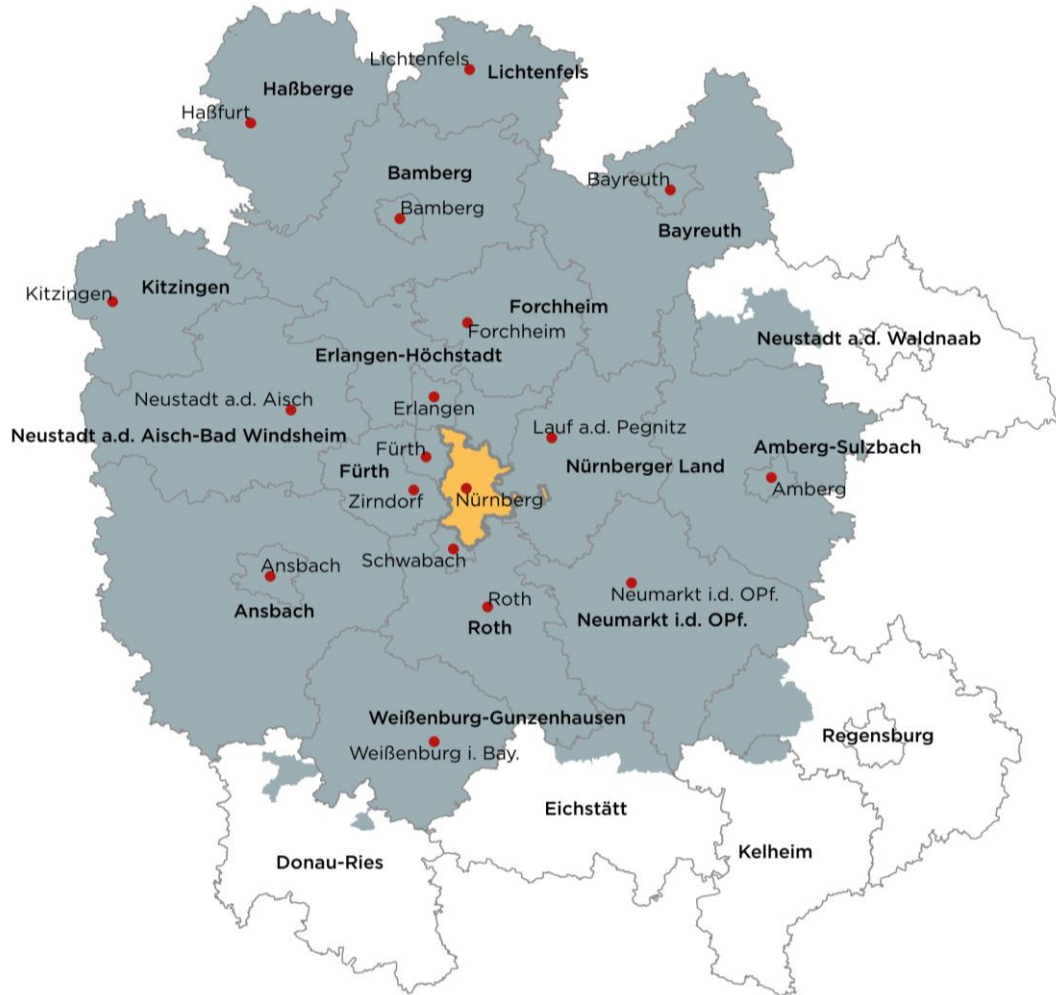 Lichtenfels
Lichtenfels
Haßberge
Haßfurt
Bamberg
Bayreuth
Bamberg
Bayreuth
Kitzingen
Kitzingen
Forchheim
Forchheim
Neustadt a.d. Waldnaab
Erlangen-Höchstadt
Neustadt a.d. Aisch
Erlangen
Neustadt a.d. Aisch-Bad Windsheim
Lauf a.d. Pegnitz
Amberg-Sulzbach
Fürth
Fürth
Nürnberger Land
Zirndorf
Nürnberg
Amberg
Schwabach
Ansbach
Ansbach
Roth
Roth
Neumarkt i.d. OPf.
Neumarkt i.d. OPf.
Weißenburg-Gunzenhausen
Weißenburg i. Bay.
Regensburg
Eichstätt
Kelheim
Donau-Ries